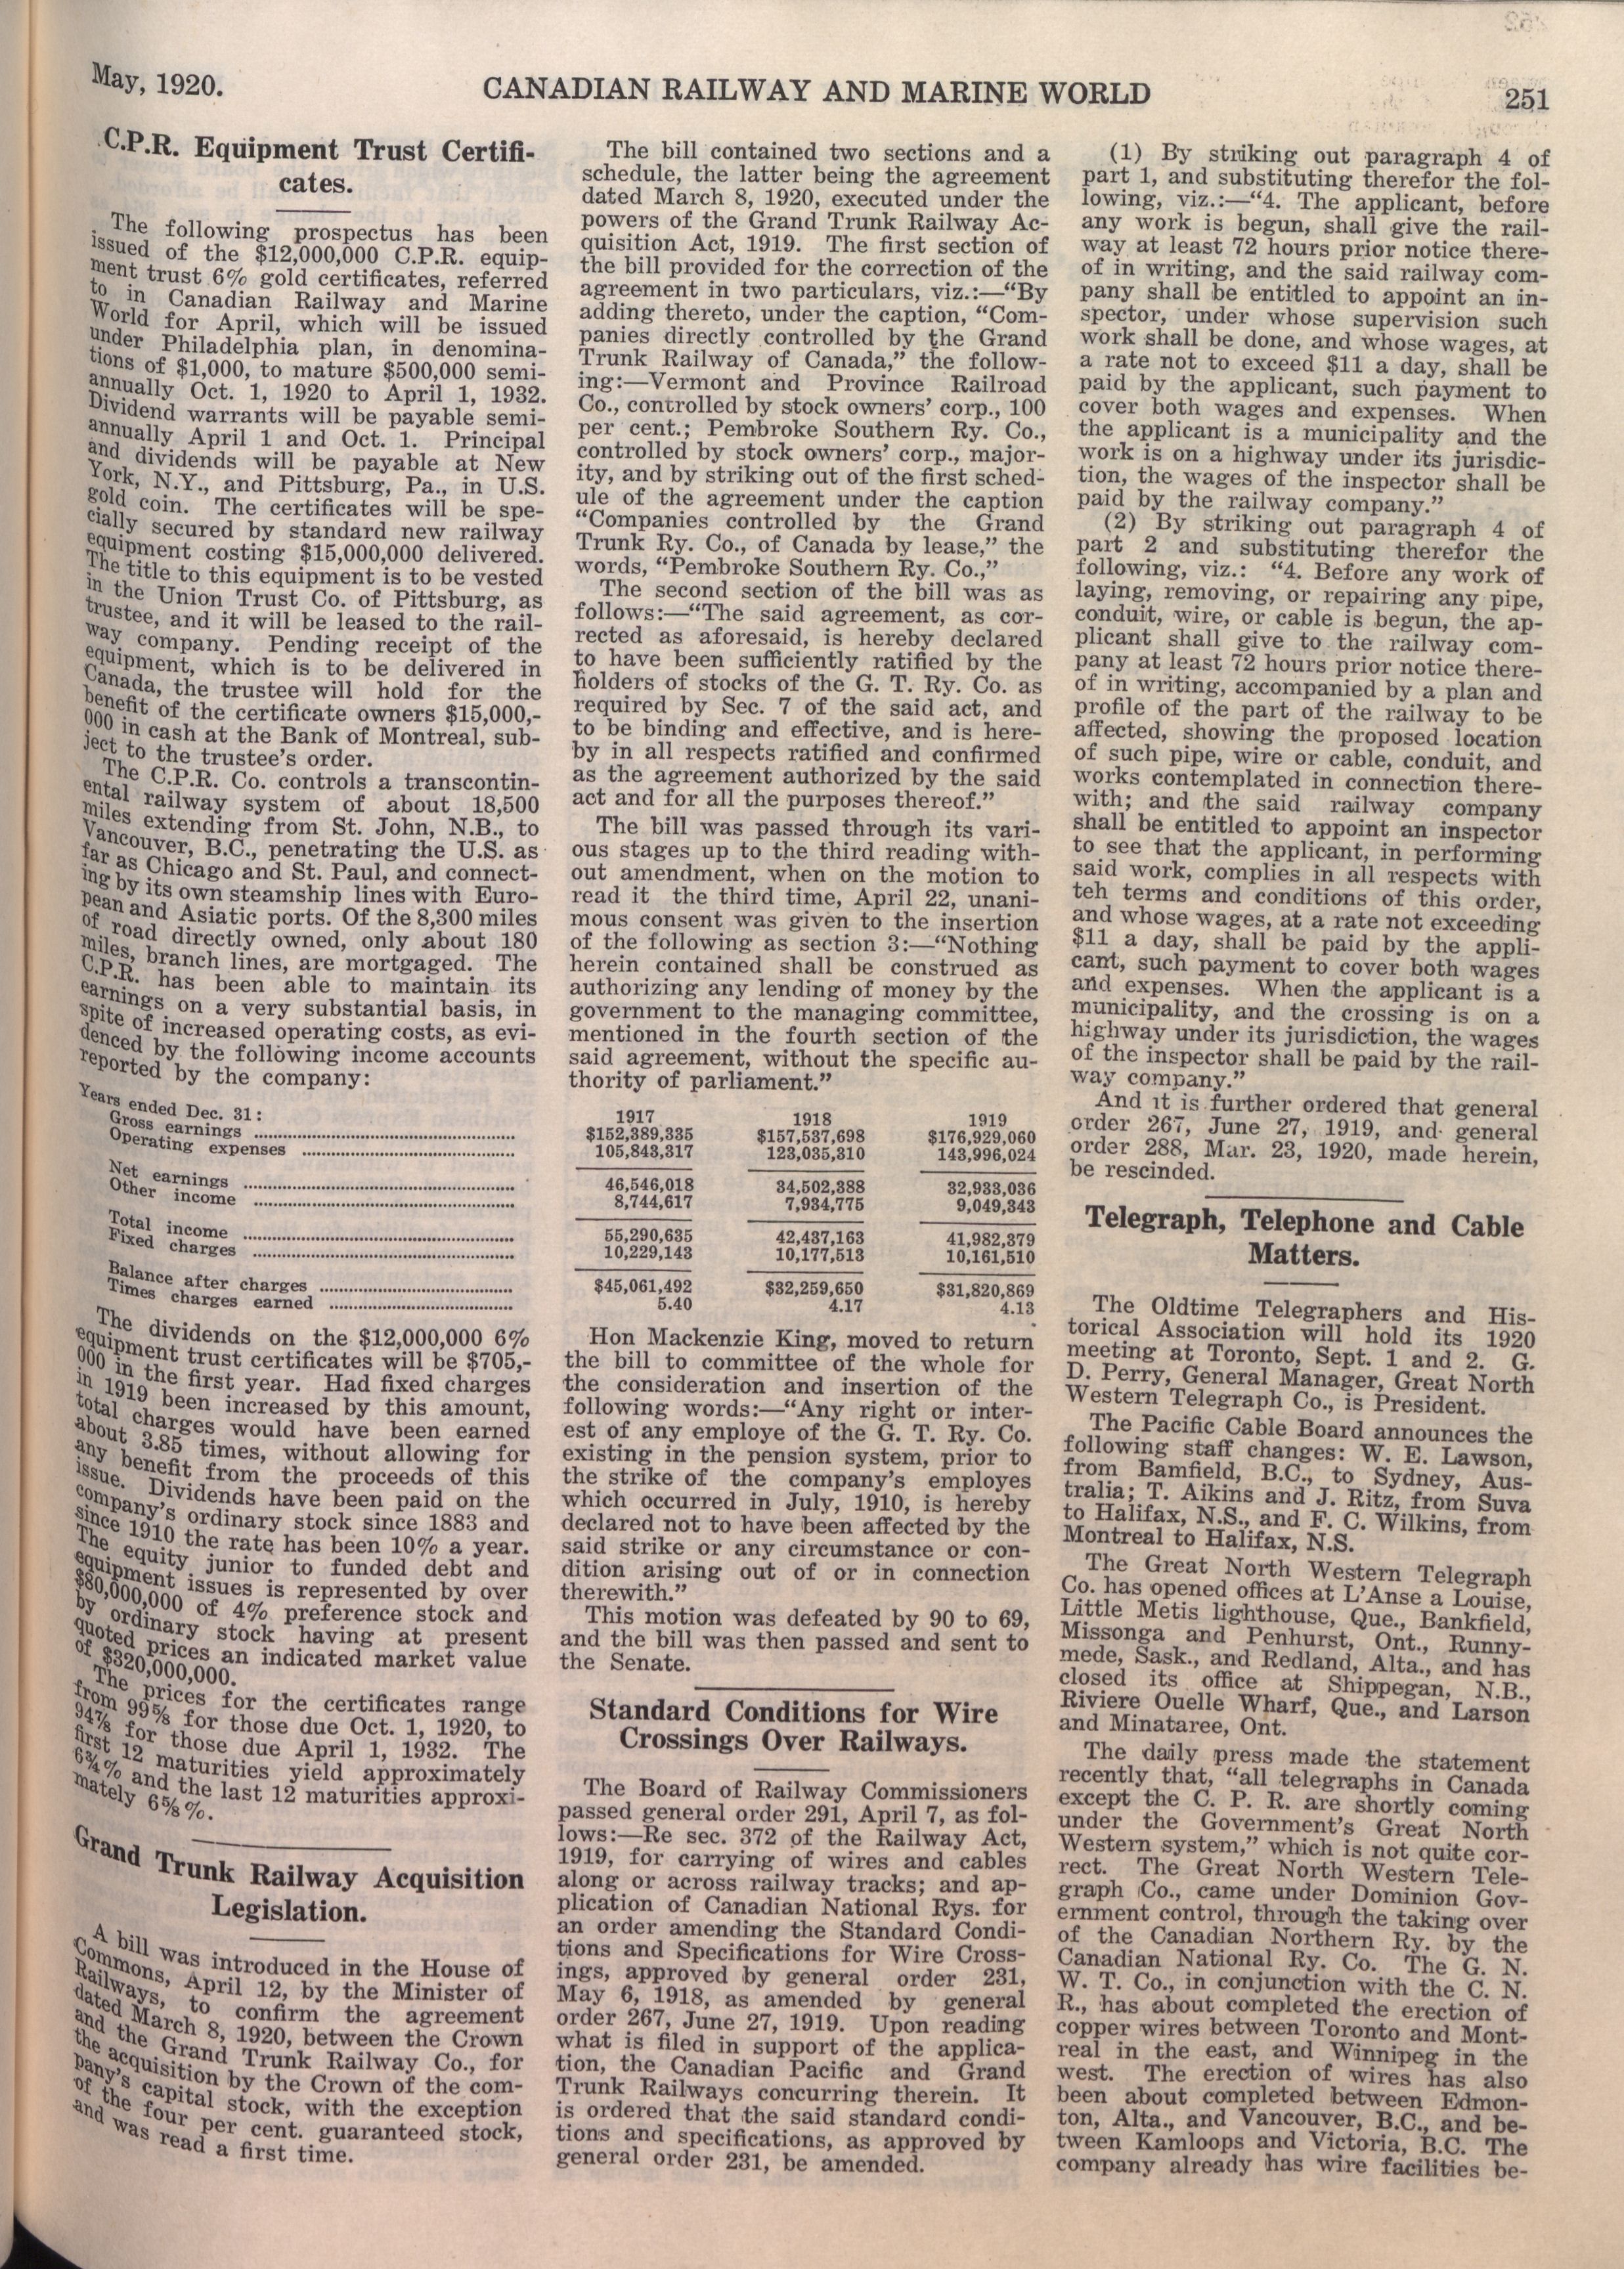 May, 1920.
CANADIAN RAILWAY AND MARINE WORLD
251
C.P.R. Equipment Trust Certifi-
cates.
The following prospectus has been
issued of the $12,000,000 C.P.R. equip-
ment trust 6% gold certificates, referred
to in Canadian Railway and Marine
World for April, which will be issued
under Philadelphia plan, in denomina-
tions of $1,000, to mature $500,000 semi-
annually Oct. 1, 1920 to April 1, 1932.
Dividend warrants will be payable semi-
annually April 1 and Oct. 1. Principal
and dividends will be payable at New
York, N.Y., and Pittsburg, Pa., in U.S.
gold coin. The certificates will be spe-
cially secured by standard new railway
equipment costing $15,000,000 delivered.
The title to this equipment is to be vested
in the Union Trust Co. of Pittsburg, as
trustee, and it will be leased to the rail-
way company. Pending receipt of the
equipment, which is to be delivered in
Canada, the trustee will hold for the
benefit of the certificate owners $15,000,-
000 in cash at the Bank of Montreal, sub-
ject to the trustee's order.
The C.P.R. Co. controls a transcontin-
ental railway system of about 18,500
miles extending from St. John, N.B., to
Vancouver, B.C., penetrating the U.S. as
far as Chicago and St. Paul, and connect-
ing by its own steamship lines with Euro-
pean and Asiatic ports. Of the 8,300 miles
of road directly owned, only about 180
miles, branch lines, are mortgaged. The
C.P.R. has been able to maintain its
earnings on a very substantial basis, in
spite of increased operating costs, as evi-
denced by the following income accounts
reported by the company:
Years ended Dec. 31: 1917 1918 1919
Gross earnings $152,389,335 $157,537,698 $176,929,060
Operating expenses 105,843,317 123,035,310 143,996,024
Net earnings 46,546,018 34,502,388 32,933,036
Other income 8,744,617 7,934,775 9,049,343
Total income 55,290,635 42,437,163 41,982,379
Fixed charges 10,229,143 10,177,513 10,161,510
Balance after charges $45,061,492 $32,259,650 $31,820,869
Times charges earned 5.40 4.17 4.13
The dividends on the $12,000,000 6%
equipment trust certificates will be $705,-
000 in the first year. Had fixed charges
in 1919 been increased by this amount,
total charges would have been earned
about 3.85 times, without allowing for
any benefit from the proceeds of this
issue. Dividends have been paid on the
company's ordinary stock since 1883 and
since 1910 the rate has been 10% a year.
The equity junior to funded debt and
equipment issues is represented by over
$80,000,000 of 4% preference stock and
by ordinary stock having at present
quoted prices an indicated market value
of $320,000,000.
The prices for the certificates range
from 99⅝ for those due Oct. 1, 1920, to
94⅞ for those due April 1, 1932. The
first 12 maturities yield approximately
6¾% and the last 12 maturities approxi-
mately 6⅝%.
Grand Trunk Railway Acquisition
Legislation.
A bill was introduced in the House of
Commons, April 12, by the Minister of
Railways, to confirm the agreement
dated March 8, 1920, between the Crown
and the Grand Trunk Railway Co., for
the acquisition by the Crown of the com-
pany's capital stock, with the exception
of the four per cent. guaranteed stock,
and was read a first time.
The bill contained two sections and a
schedule, the latter being the agreement
dated March 8, 1920, executed under the
powers of the Grand Trunk Railway Ac-
quisition Act, 1919. The first section of
the bill provided for the correction of the
agreement in two particulars, viz.:—"By
adding thereto, under the caption, "Com-
panies directly controlled by the Grand
Trunk Railway of Canada," the follow-
ing:—Vermont and Province Railroad
Co., controlled by stock owners' corp., 100
per cent.; Pembroke Southern Ry. Co.,
controlled by stock owners' corp., major-
ity, and by striking out of the first sched-
ule of the agreement under the caption
"Companies controlled by the Grand
Trunk Ry. Co., of Canada by lease," the
words, "Pembroke Southern Ry. Co.,"
The second section of the bill was as
follows:—"The said agreement, as cor-
rected as aforesaid, is hereby declared
to have been sufficiently ratified by the
holders of stocks of the G. T. Ry. Co. as
required by Sec. 7 of the said act, and
to be binding and effective, and is here-
by in all respects ratified and confirmed
as the agreement authorized by the said
act and for all the purposes thereof."
The bill was passed through its vari-
ous stages up to the third reading with-
out amendment, when on the motion to
read it the third time, April 22, unani-
mous consent was given to the insertion
of the following as section 3:—"Nothing
herein contained shall be construed as
authorizing any lending of money by the
government to the managing committee,
mentioned in the fourth section of the
said agreement, without the specific au-
thority of parliament."
Hon Mackenzie King, moved to return
the bill to committee of the whole for
the consideration and insertion of the
following words:—"Any right or inter-
est of any employe of the G. T. Ry. Co.
existing in the pension system, prior to
the strike of the company's employes
which occurred in July, 1910, is hereby
declared not to have been affected by the
said strike or any circumstance or con-
dition arising out of or in connection
therewith."
This motion was defeated by 90 to 69,
and the bill was then passed and sent to
the Senate.
Standard Conditions for Wire
Crossings Over Railways.
The Board of Railway Commissioners
passed general order 291, April 7, as fol-
lows:—Re sec. 372 of the Railway Act,
1919, for carrying of wires and cables
along or across railway tracks; and ap-
plication of Canadian National Rys. for
an order amending the Standard Condi-
tions and Specifications for Wire Cross-
ings, approved by general order 231,
May 6, 1918, as amended by general
order 267, June 27, 1919. Upon reading
what is filed in support of the applica-
tion, the Canadian Pacific and Grand
Trunk Railways concurring therein. It
is ordered that the said standard condi-
tions and specifications, as approved by
general order 231, be amended.
(1) By striking out paragraph 4 of
part 1, and substituting therefor the fol-
lowing, viz.:—"4. The applicant, before
any work is begun, shall give the rail-
way at least 72 hours prior notice there-
of in writing, and the said railway com-
pany shall be entitled to appoint an in-
spector, under whose supervision such
work shall be done, and whose wages, at
a rate not to exceed $11 a day, shall be
paid by the applicant, such payment to
cover both wages and expenses. When
the applicant is a municipality and the
work is on a highway under its jurisdic-
tion, the wages of the inspector shall be
paid by the railway company."
(2) By striking out paragraph 4 of
part 2 and substituting therefor the
following, viz.: "4. Before any work of
laying, removing, or repairing any pipe,
conduit, wire, or cable is begun, the ap-
plicant shall give to the railway com-
pany at least 72 hours prior notice there-
of in writing, accompanied by a plan and
profile of the part of the railway to be
affected, showing the proposed location
of such pipe, wire or cable, conduit, and
works contemplated in connection there-
with; and the said railway company
shall be entitled to appoint an inspector
to see that the applicant, in performing
said work, complies in all respects with
teh terms and conditions of this order,
and whose wages, at a rate not exceeding
$11 a day, shall be paid by the appli-
cant, such payment to cover both wages
and expenses. When the applicant is a
municipality, and the crossing is on a
highway under its jurisdiction, the wages
of the inspector shall be paid by the rail-
way company."
And it is further ordered that general
order 267, June 27, 1919, and general
order 288, Mar. 23, 1920, made herein,
be rescinded.
Telegraph, Telephone and Cable
Matters.
The Oldtime Telegraphers and His-
torical Association will hold its 1920
meeting at Toronto, Sept. 1 and 2. G.
D. Perry, General Manager, Great North
Western Telegraph Co., is President.
The Pacific Cable Board announces the
following staff changes: W. E. Lawson,
from Bamfield, B.C., to Sydney, Aus-
tralia; T. Aikins and J. Ritz, from Suva
to Halifax, N.S., and F. C. Wilkins, from
Montreal to Halifax, N.S.
The Great North Western Telegraph
Co. has opened offices at L'Anse a Louise,
Little Metis lighthouse, Que., Bankfield,
Missonga and Penhurst, Ont., Runny-
mede, Sask., and Redland, Alta., and has
closed its office at Shippegan, N.B.,
Riviere Ouelle Wharf, Que., and Larson
and Minataree, Ont.
The daily press made the statement
recently that, "all telegraphs in Canada
except the C. P. R. are shortly coming
under the Government's Great North
Western system," which is not quite cor-
rect. The Great North Western Tele-
graph Co., came under Dominion Gov-
ernment control, through the taking over
of the Canadian Northern Ry. by the
Canadian National Ry. Co. The G. N.
W. T. Co., in conjunction with the C. N.
R., has about completed the erection of
copper wires between Toronto and Mont-
real in the east, and Winnipeg in the
west. The erection of wires has also
been about completed between Edmon-
ton, Alta., and Vancouver, B.C., and be-
tween Kamloops and Victoria, B.C. The
company already has wire facilities be-